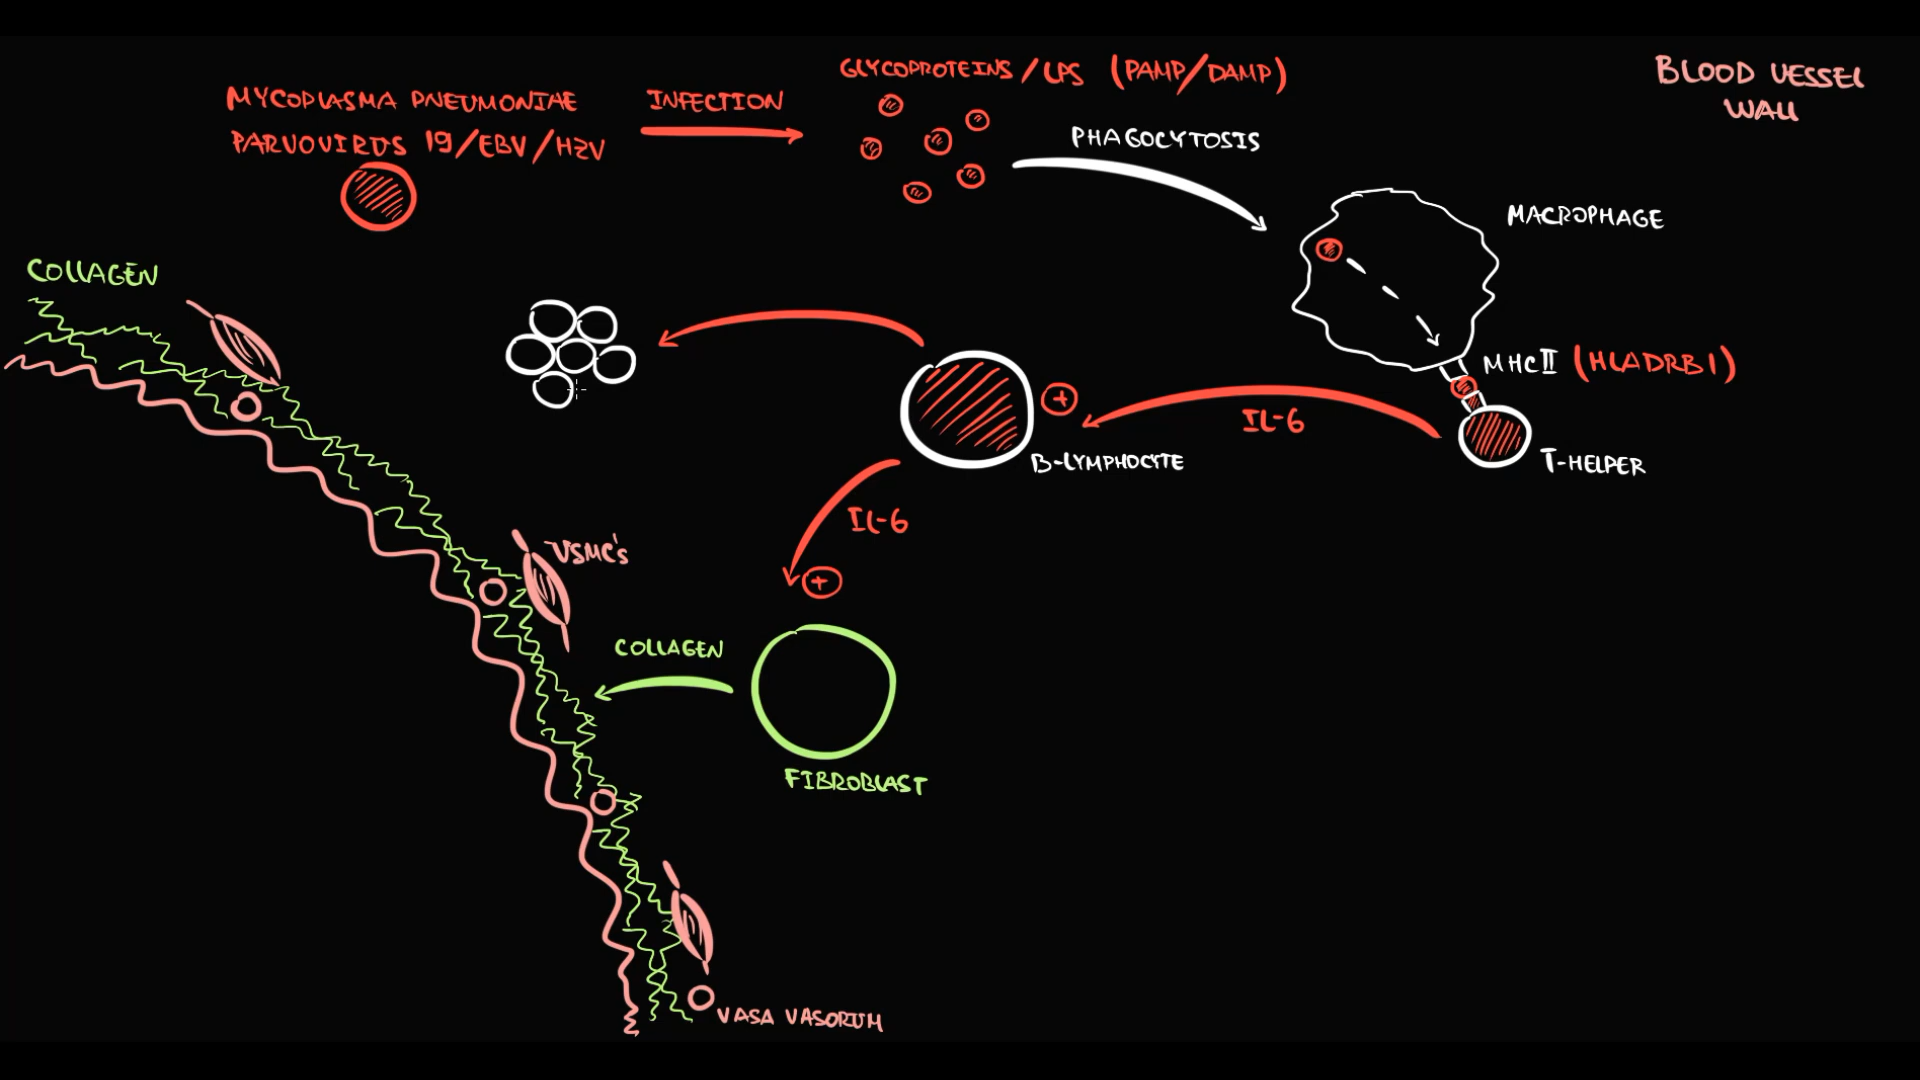 MYCOPLASMA PNEUMONIAE
PARVOVIRUS 19/EBV/HZV
INFECTION
GLYCOPROTEINS/LPS (PAMP/DAMP)
PHAGOCYTOSIS
BLOOD VESSEL
WALL
MACROPHAGE
COLLAGEN
MHC II (HLADRB1)
+
IL-6
B-LYMPHOCYTE
T-HELPER
IL-6
VSMC's
+
COLLAGEN
FIBROBLAST
VASA VASORUM